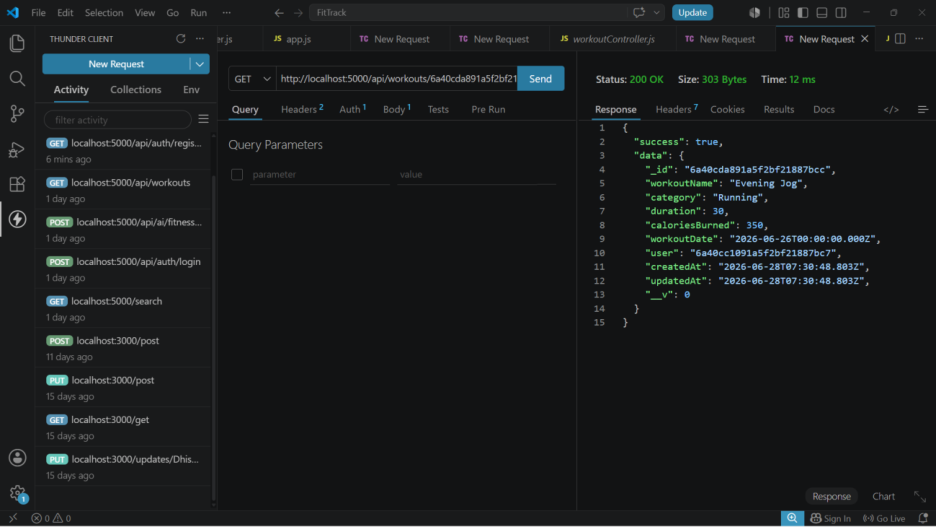 File Edit Selection View Go Run ··· FitTrack Update
THUNDER CLIENT
New Request
Activity Collections Env
filter activity
GET localhost:5000/api/auth/regis...
6 mins ago
GET localhost:5000/api/workouts
1 day ago
POST localhost:5000/api/ai/fitness...
1 day ago
POST localhost:5000/api/auth/login
1 day ago
GET localhost:5000/search
1 day ago
POST localhost:3000/post
11 days ago
PUT localhost:3000/post
15 days ago
GET localhost:3000/get
15 days ago
PUT localhost:3000/updates/Dhis...
15 days ago
er.js JS app.js TC New Request TC New Request JS workoutController.js TC New Request TC New Request J
GET http://localhost:5000/api/workouts/6a40cda891a5f2bf21 Send
Query Headers 2 Auth 1 Body 1 Tests Pre Run
Query Parameters
parameter value
Status: 200 OK Size: 303 Bytes Time: 12 ms
Response Headers 7 Cookies Results Docs </>
1 {
2 "success": true,
3 "data": {
4 "_id": "6a40cda891a5f2bf21887bcc",
5 "workoutName": "Evening Jog",
6 "category": "Running",
7 "duration": 30,
8 "caloriesBurned": 350,
9 "workoutDate": "2026-06-26T00:00:00.000Z",
10 "user": "6a40cc1091a5f2bf21887bc7",
11 "createdAt": "2026-06-28T07:30:48.803Z",
12 "updatedAt": "2026-06-28T07:30:48.803Z",
13 "__v": 0
14 }
15 }
Response Chart
1
0 0 Sign In Go Live